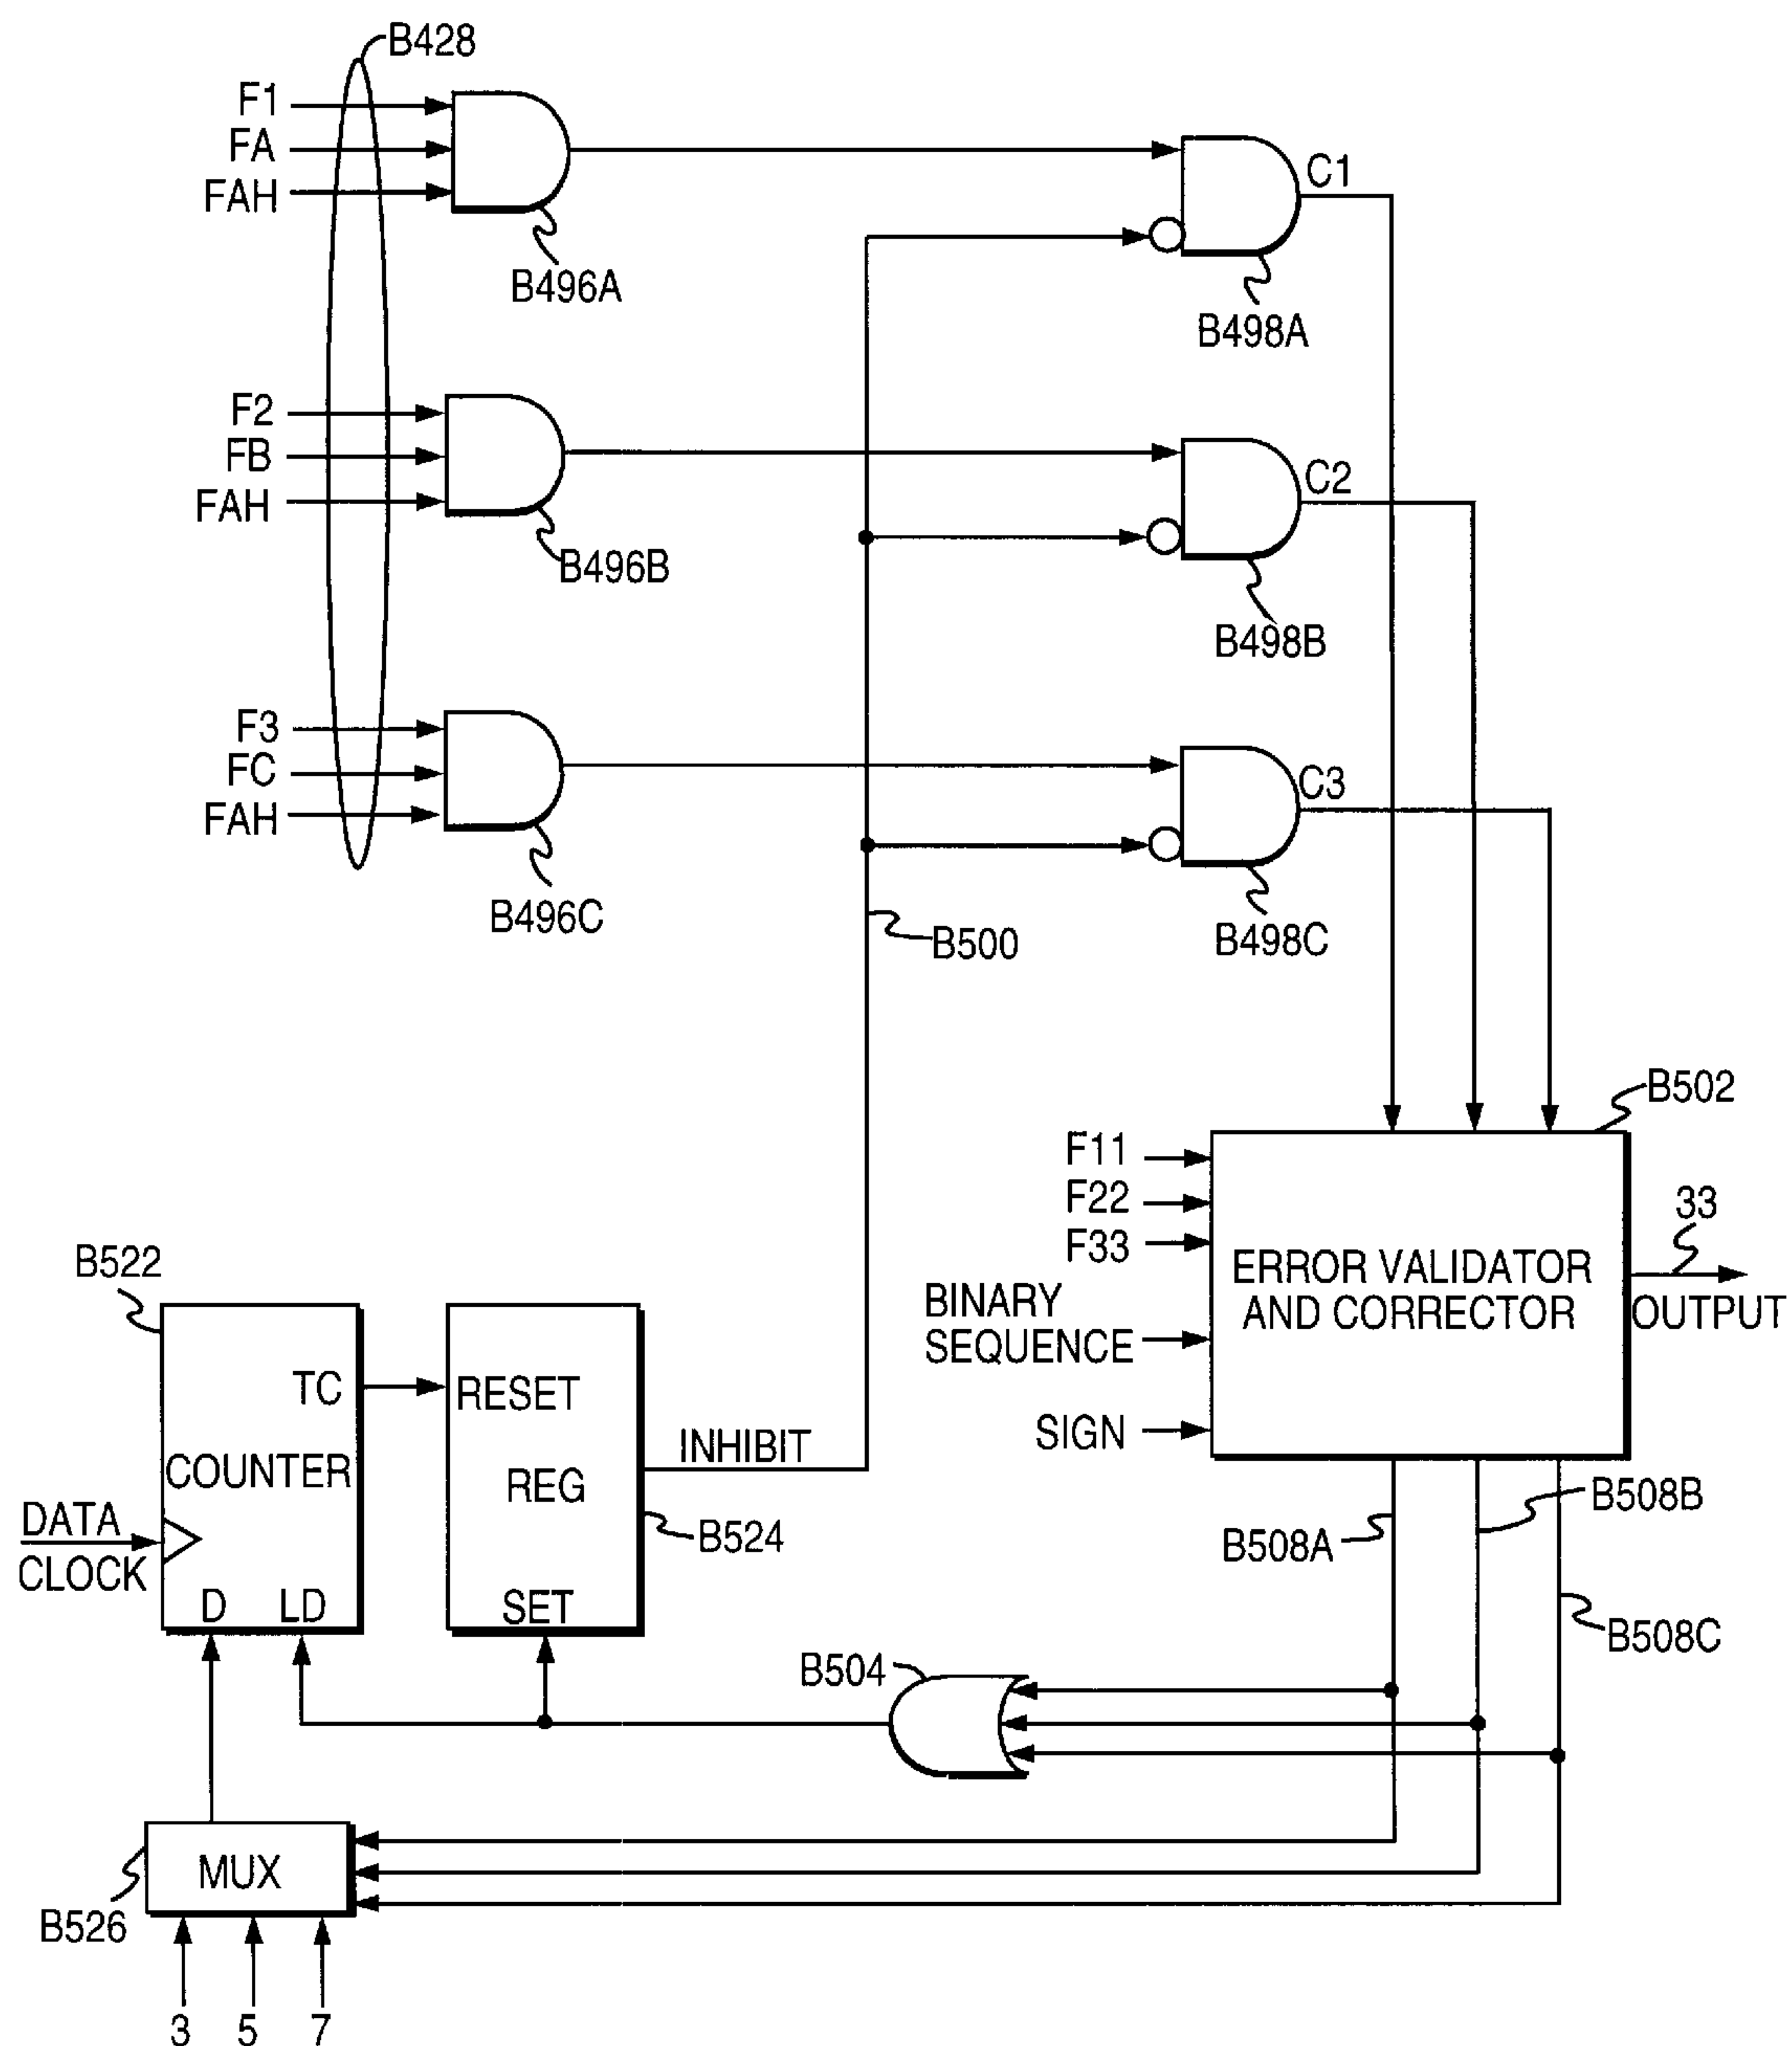 B428
F1
FA
FAH
C1
B496A
B498A
F2
FB
FAH
C2
B496B
B498B
F3
FC
FAH
C3
B496C
B500
B498C
B502
F11
F22
F33
33
ERROR VALIDATOR
AND CORRECTOR
OUTPUT
BINARY
SEQUENCE
SIGN
B522
TC
RESET
COUNTER
REG
INHIBIT
B524
DATA
CLOCK
D
LD
SET
B508A
B508B
B508C
B504
MUX
B526
3
5
7